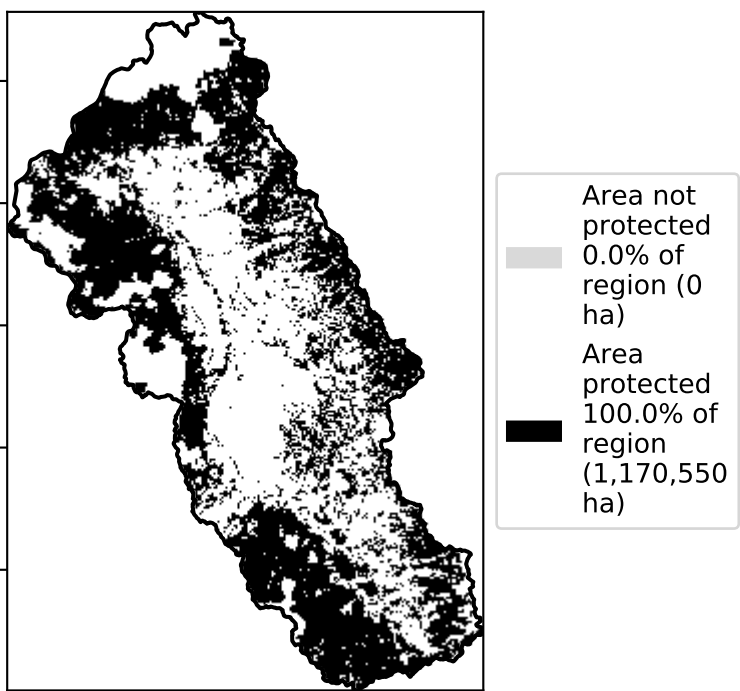 Area not
protected
0.0% of
region (0
ha)
Area
protected
100.0% of
region
(1,170,550
ha)